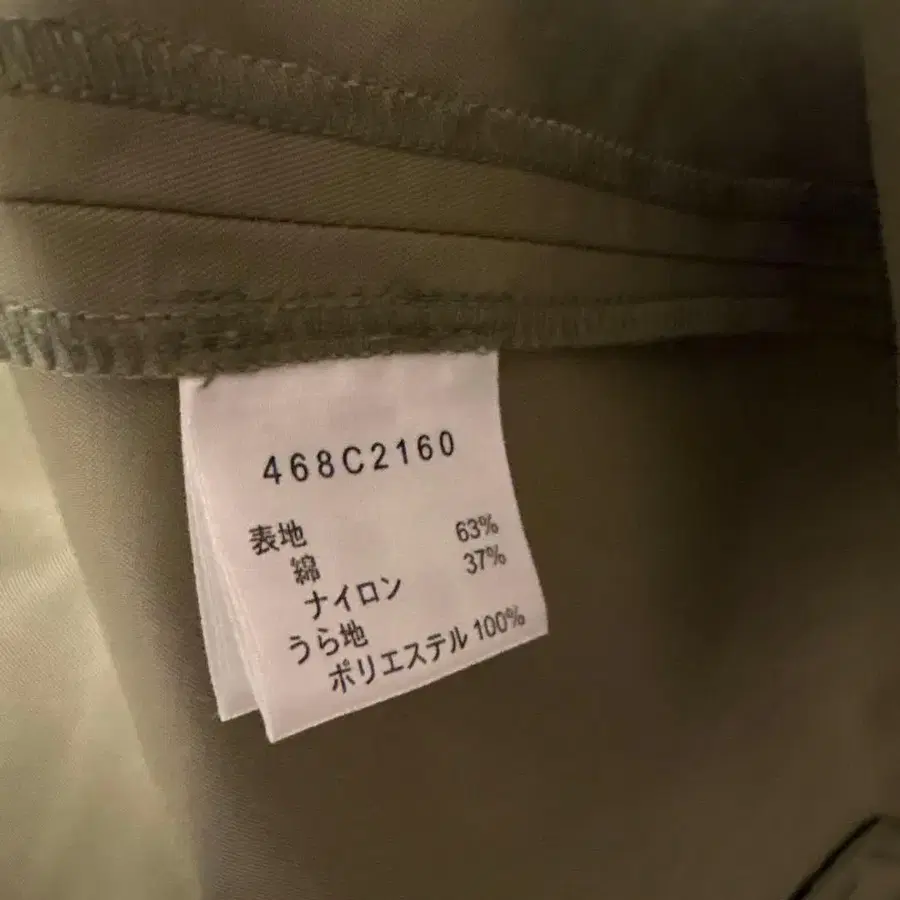 468C2160
表地
綿 63%
ナイロン 37%
うら地
ポリエステル 100%